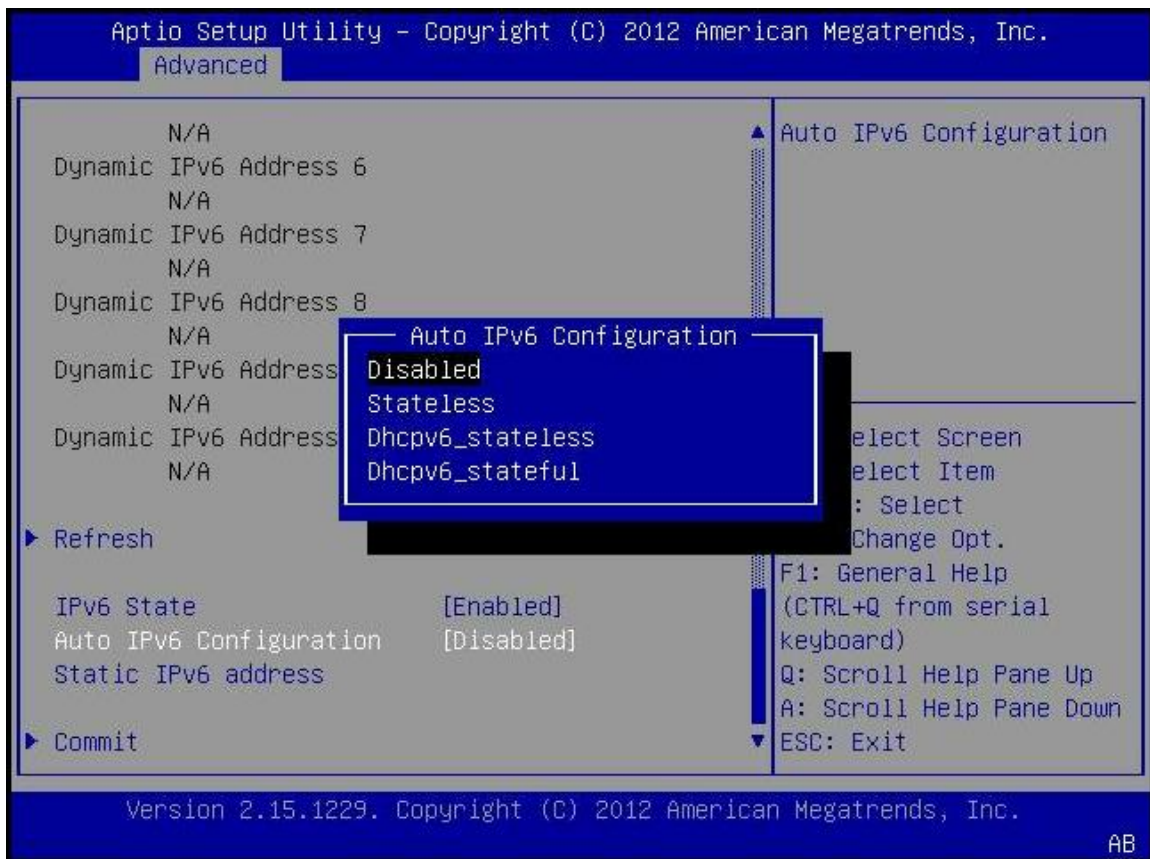 Aptio Setup Utility – Copyright (C) 2012 American Megatrends, Inc.
Advanced
N/A
Dynamic IPv6 Address 6
N/A
Dynamic IPv6 Address 7
N/A
Dynamic IPv6 Address 8
N/A
Dynamic IPv6 Address
N/A
Dynamic IPv6 Address
N/A
Refresh
IPv6 State [Enabled]
Auto IPv6 Configuration [Disabled]
Static IPv6 address
Commit
Auto IPv6 Configuration
Disabled
Stateless
Dhcpv6_stateless
Dhcpv6_stateful
Auto IPv6 Configuration
elect Screen
elect Item
: Select
Change Opt.
F1: General Help
(CTRL+Q from serial
keyboard)
Q: Scroll Help Pane Up
A: Scroll Help Pane Down
ESC: Exit
Version 2.15.1229. Copyright (C) 2012 American Megatrends, Inc.
AB